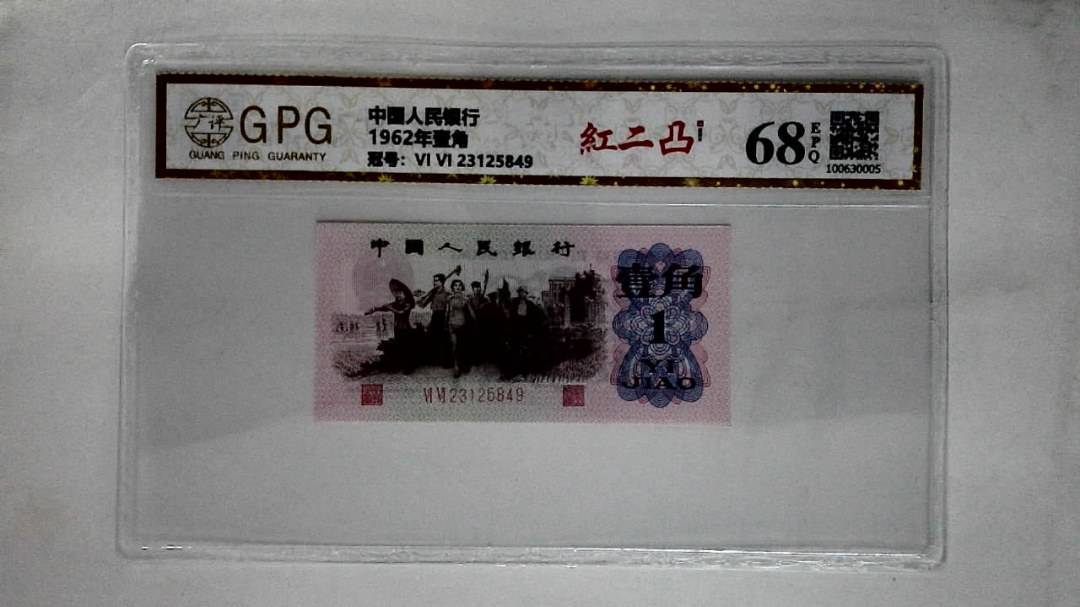 广评
GPG
GUANG PING GUARANTY
中国人民银行
1962年壹角
冠号: VI VI 23125849
紅二凸
68
EPQ
100630005
中國人民銀行
壹角
1
YI
JIAO
VI VI 23125849